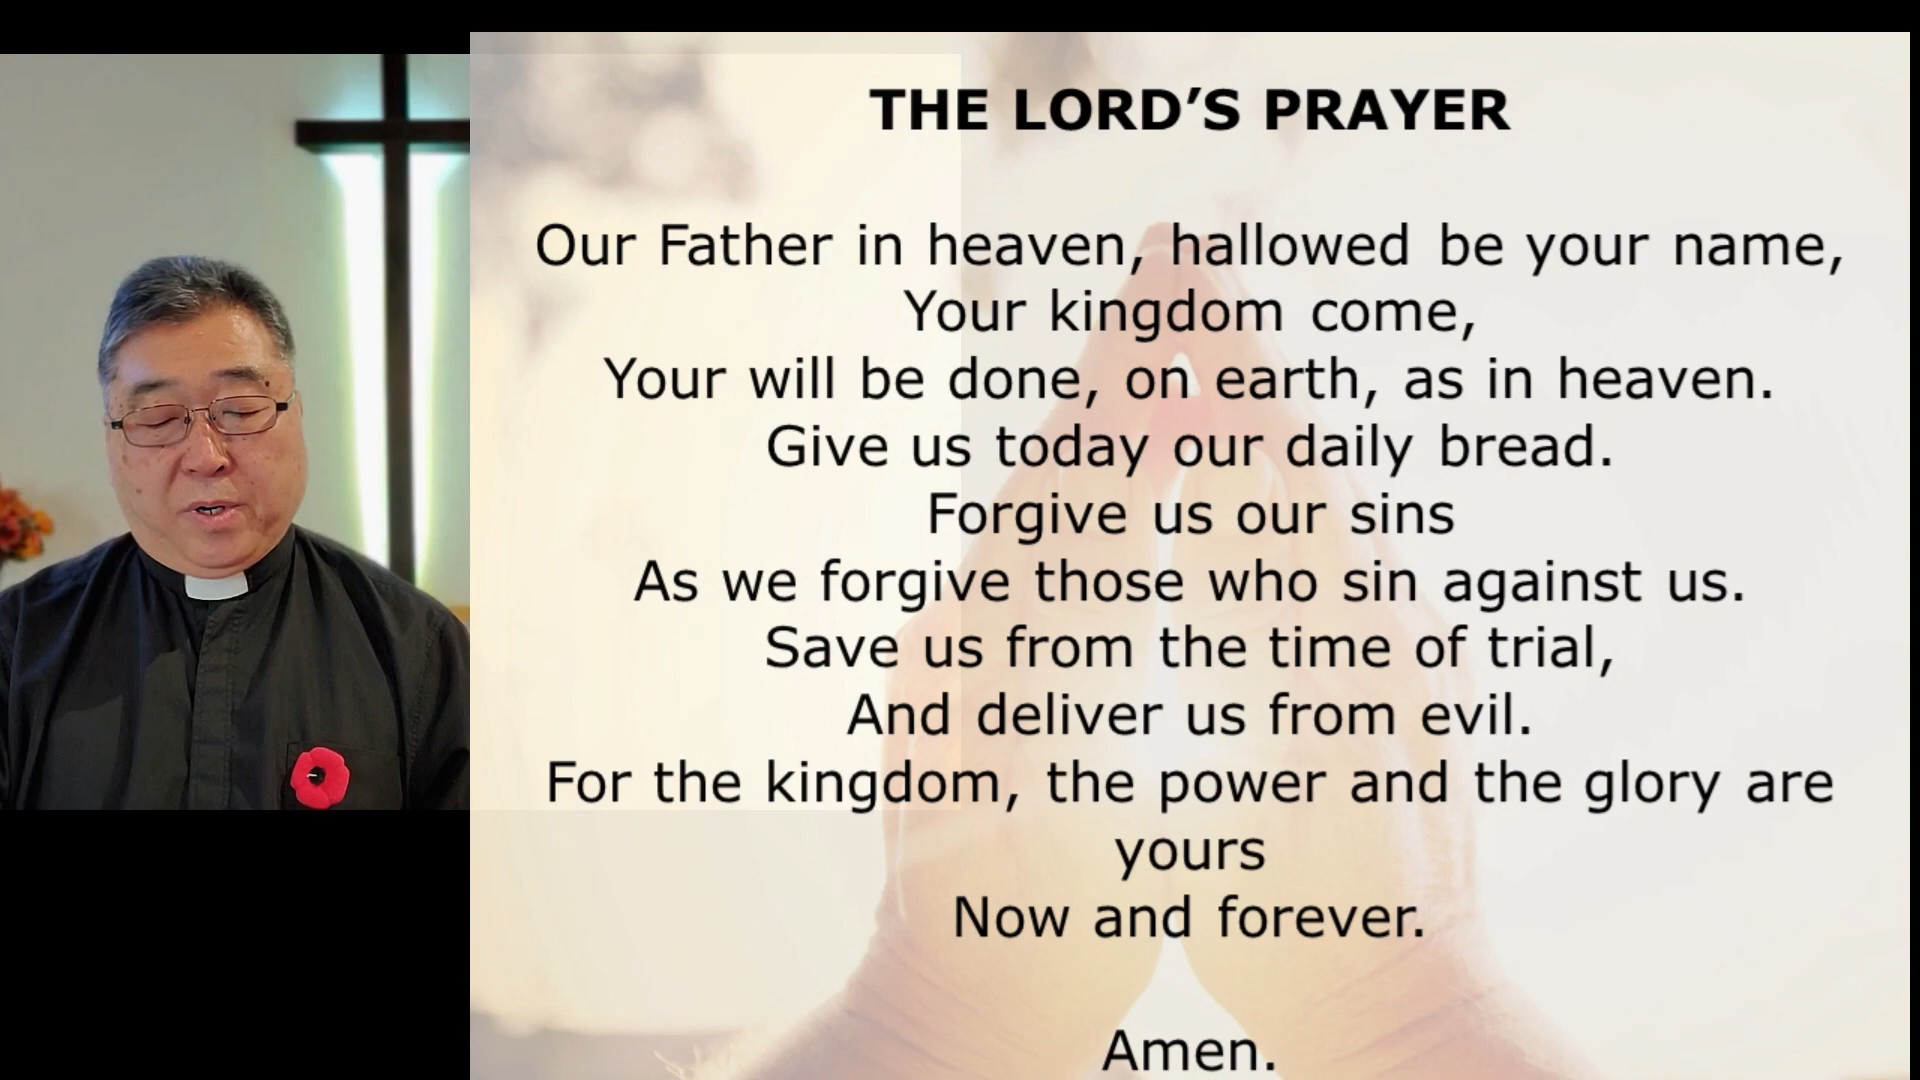 THE LORD’S PRAYER
Our Father in heaven, hallowed be your name,
Your kingdom come,
Your will be done, on earth, as in heaven.
Give us today our daily bread.
Forgive us our sins
As we forgive those who sin against us.
Save us from the time of trial,
And deliver us from evil.
For the kingdom, the power and the glory are
yours
Now and forever.
Amen.